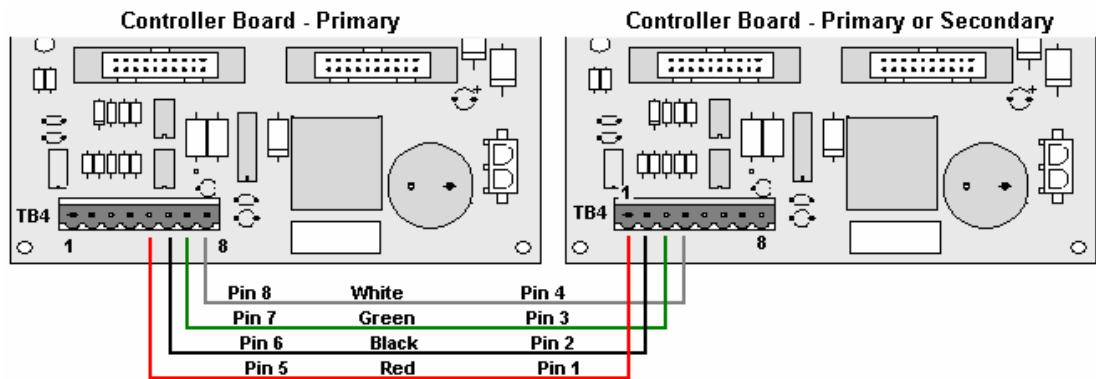 Controller Board - Primary
Controller Board - Primary or Secondary
TB4
1
8
TB4
1
8
Pin 8 White Pin 4
Pin 7 Green Pin 3
Pin 6 Black Pin 2
Pin 5 Red Pin 1